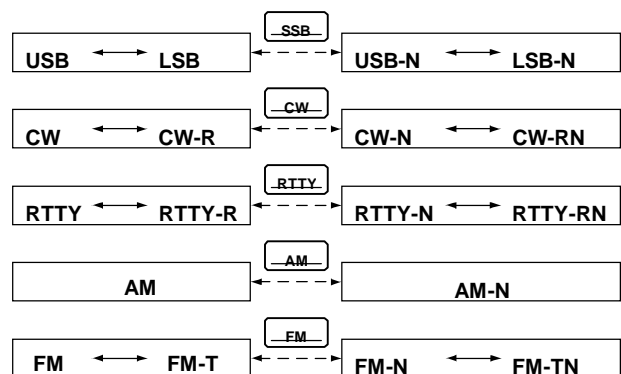 SSB
USB LSB USB-N LSB-N
CW
CW CW-R CW-N CW-RN
RTTY
RTTY RTTY-R RTTY-N RTTY-RN
AM
AM AM-N
FM
FM FM-T FM-N FM-TN